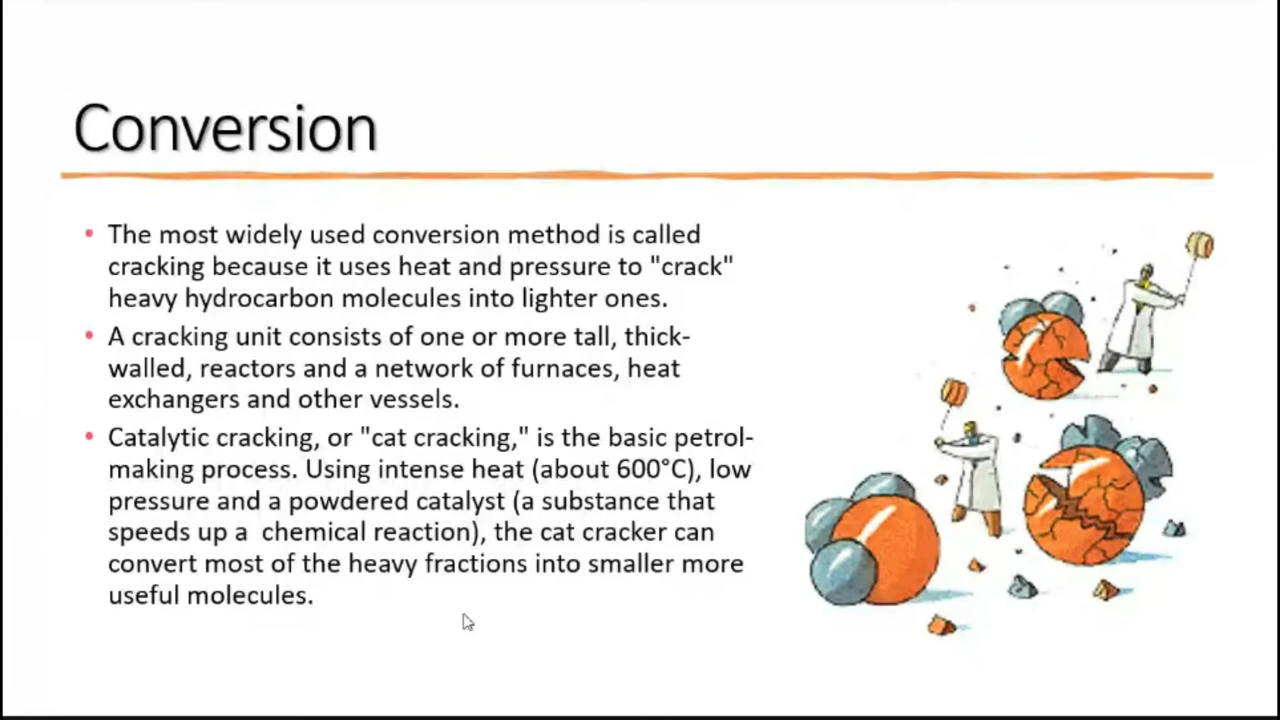 Conversion
• The most widely used conversion method is called
cracking because it uses heat and pressure to "crack"
heavy hydrocarbon molecules into lighter ones.
• A cracking unit consists of one or more tall, thick-
walled, reactors and a network of furnaces, heat
exchangers and other vessels.
• Catalytic cracking, or "cat cracking," is the basic petrol-
making process. Using intense heat (about 600°C), low
pressure and a powdered catalyst (a substance that
speeds up a  chemical reaction), the cat cracker can
convert most of the heavy fractions into smaller more
useful molecules.